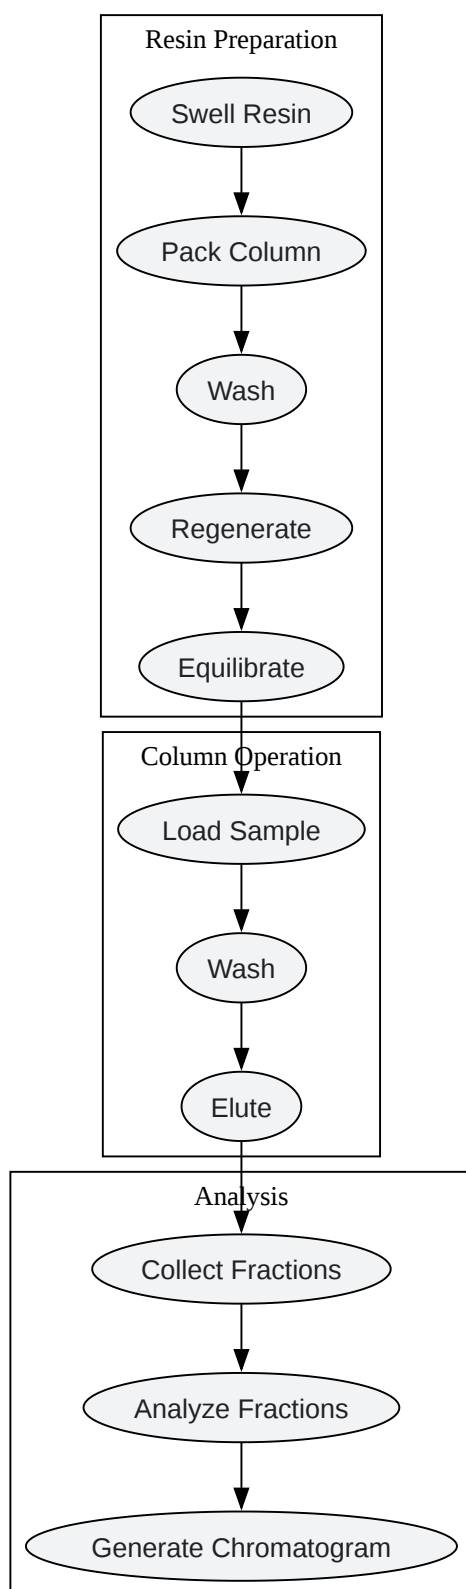 Resin Preparation
Swell Resin
Pack Column
Wash
Regenerate
Equilibrate
Column Operation
Load Sample
Wash
Elute
Analysis
Collect Fractions
Analyze Fractions
Generate Chromatogram